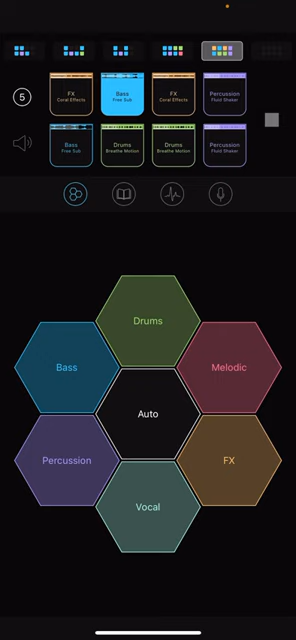 5
FX
Coral Effects
Bass
Free Sub
FX
Coral Effects
Percussion
Fluid Shaker
Bass
Free Sub
Drums
Breathe Motion
Drums
Breathe Motion
Percussion
Fluid Shaker
Drums
Bass
Melodic
Auto
Percussion
FX
Vocal